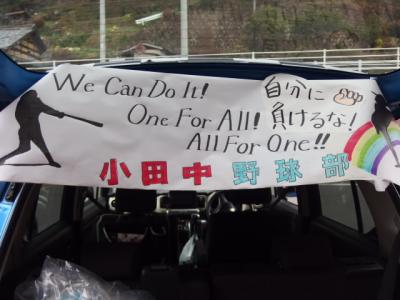 We Can Do It!
One For All!
All For One!!
自分に
負けるな!
小田中野球部